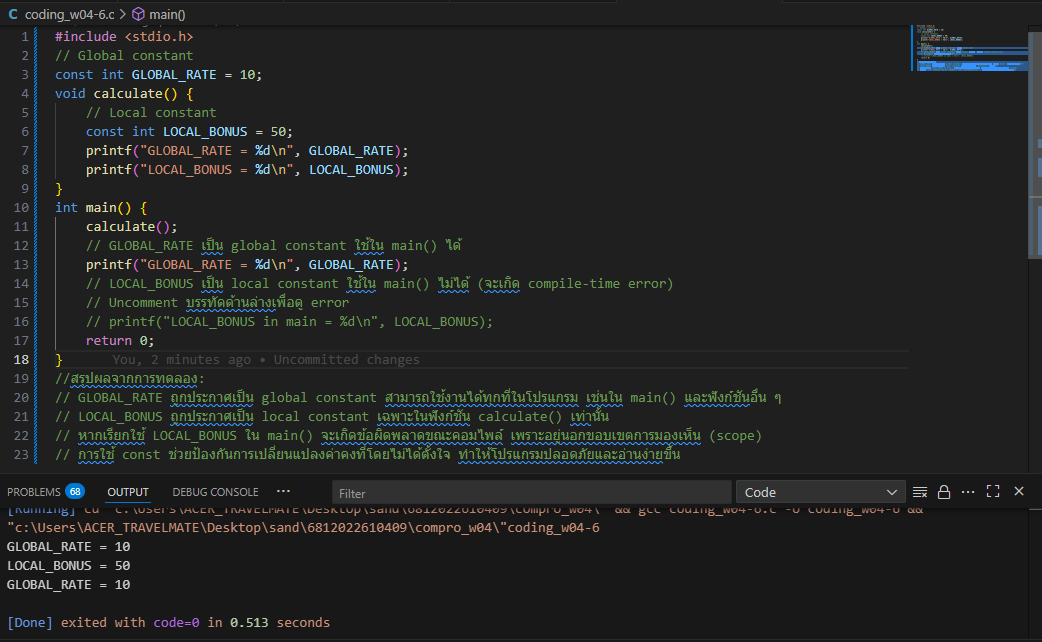 C coding_w04-6.c > main()
1 #include <stdio.h>
2 // Global constant
3 const int GLOBAL_RATE = 10;
4 void calculate() {
5 // Local constant
6 const int LOCAL_BONUS = 50;
7 printf("GLOBAL_RATE = %d\n", GLOBAL_RATE);
8 printf("LOCAL_BONUS = %d\n", LOCAL_BONUS);
9 }
10 int main() {
11 calculate();
12 // GLOBAL_RATE เป็น global constant ใช้ใน main() ได้
13 printf("GLOBAL_RATE = %d\n", GLOBAL_RATE);
14 // LOCAL_BONUS เป็น local constant ใช้ใน main() ไม่ได้ (จะเกิด compile-time error)
15 // Uncomment บรรทัดด้านล่างเพื่อดู error
16 // printf("LOCAL_BONUS in main = %d\n", LOCAL_BONUS);
17 return 0;
18 } You, 2 minutes ago • Uncommitted changes
19 //สรุปผลจากการทดลอง:
20 // GLOBAL_RATE ถูกประกาศเป็น global constant สามารถใช้งานได้ทุกที่ในโปรแกรม เช่นใน main() และฟังก์ชันอื่น ๆ
21 // LOCAL_BONUS ถูกประกาศเป็น local constant เฉพาะในฟังก์ชัน calculate() เท่านั้น
22 // หากเรียกใช้ LOCAL_BONUS ใน main() จะเกิดข้อผิดพลาดขณะคอมไพล์ เพราะอยู่นอกขอบเขตการมองเห็น (scope)
23 // การใช้ const ช่วยป้องกันการเปลี่ยนแปลงค่าคงที่โดยไม่ได้ตั้งใจ ทำให้โปรแกรมปลอดภัยและอ่านง่ายขึ้น
PROBLEMS 68 OUTPUT DEBUG CONSOLE ··· Filter Code
[Running] cd "c:\Users\ACER_TRAVELMATE\Desktop\sand\6812022610409\compro_w04\" && gcc coding_w04-6.c -o coding_w04-6 &&
"c:\Users\ACER_TRAVELMATE\Desktop\sand\6812022610409\compro_w04\"coding_w04-6
GLOBAL_RATE = 10
LOCAL_BONUS = 50
GLOBAL_RATE = 10
[Done] exited with code=0 in 0.513 seconds